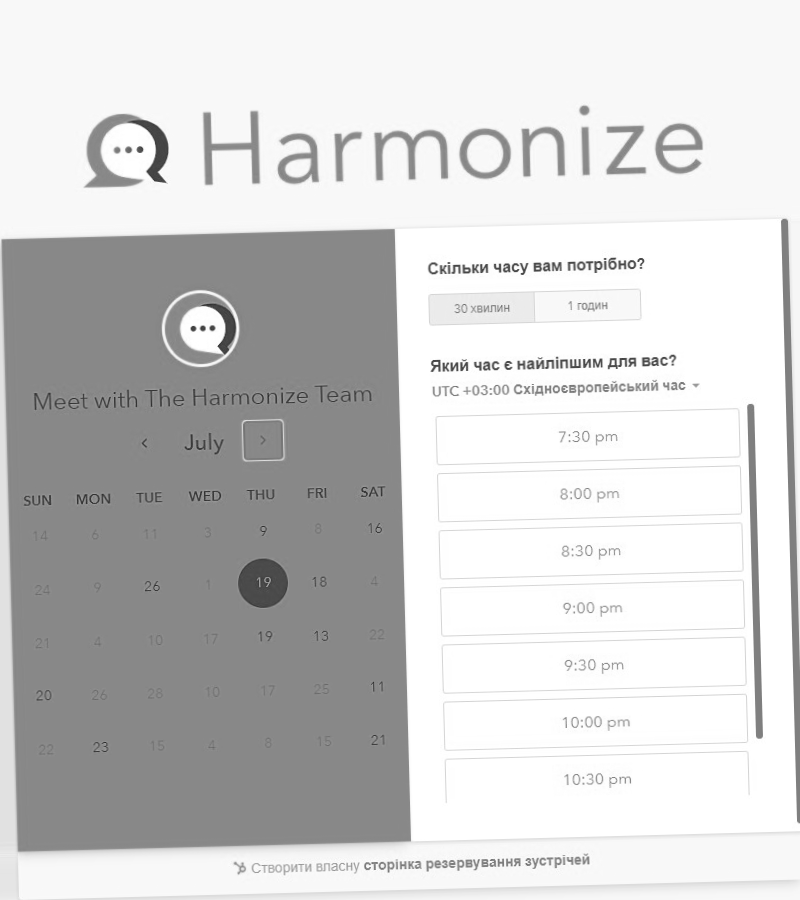 Harmonize
Meet with The Harmonize Team
July
SUN MON TUE WED THU FRI SAT
14 6 11 3 9 8 16
24 9 26 1 19 18 4
21 4 10 17 19 13 22
20 26 28 10 17 25 11
22 23 15 4 8 15 21
Скільки часу вам потрібно?
30 хвилин 1 годин
Який час є найліпшим для вас?
UTC +03:00 Східноєвропейський час
7:30 pm
8:00 pm
8:30 pm
9:00 pm
9:30 pm
10:00 pm
10:30 pm
Створити власну сторінка резервування зустрічей